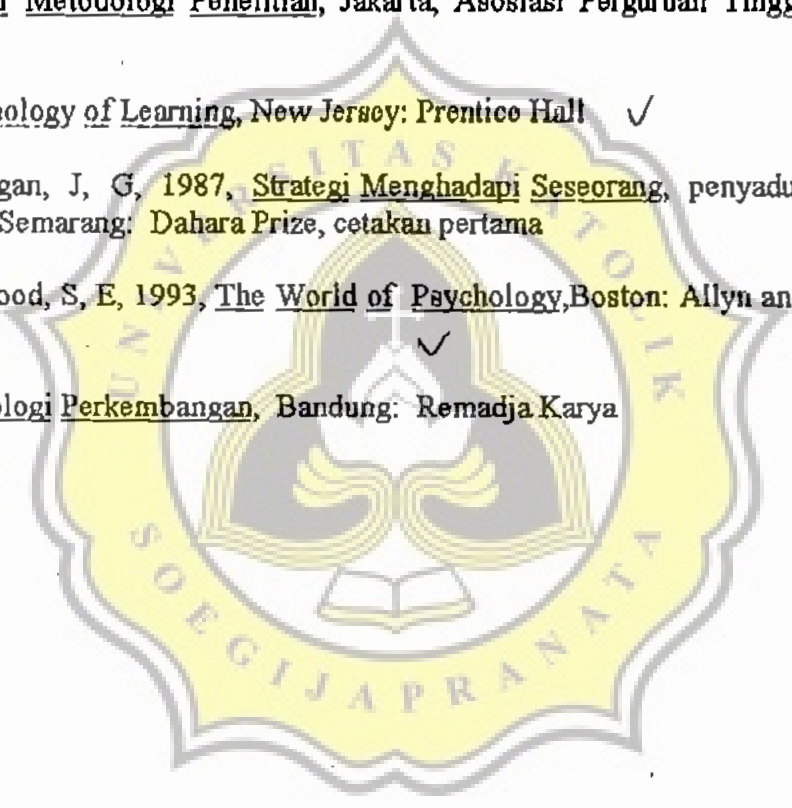 Metodologi Penelitian, Jakarta, Asosiasi Perguruan Tingg
ology of Learning, New Jersey: Prentice Hall
gan, J, G, 1987, Strategi Menghadapi Seseorang, penyadu
Semarang: Dahara Prize, cetakan pertama
ood, S, E, 1993, The World of Psychology,Boston: Allyn an
logi Perkembangan, Bandung: Remadja Karya
UNIVERSITAS KATOLIK
SOEGIJAPRANATA